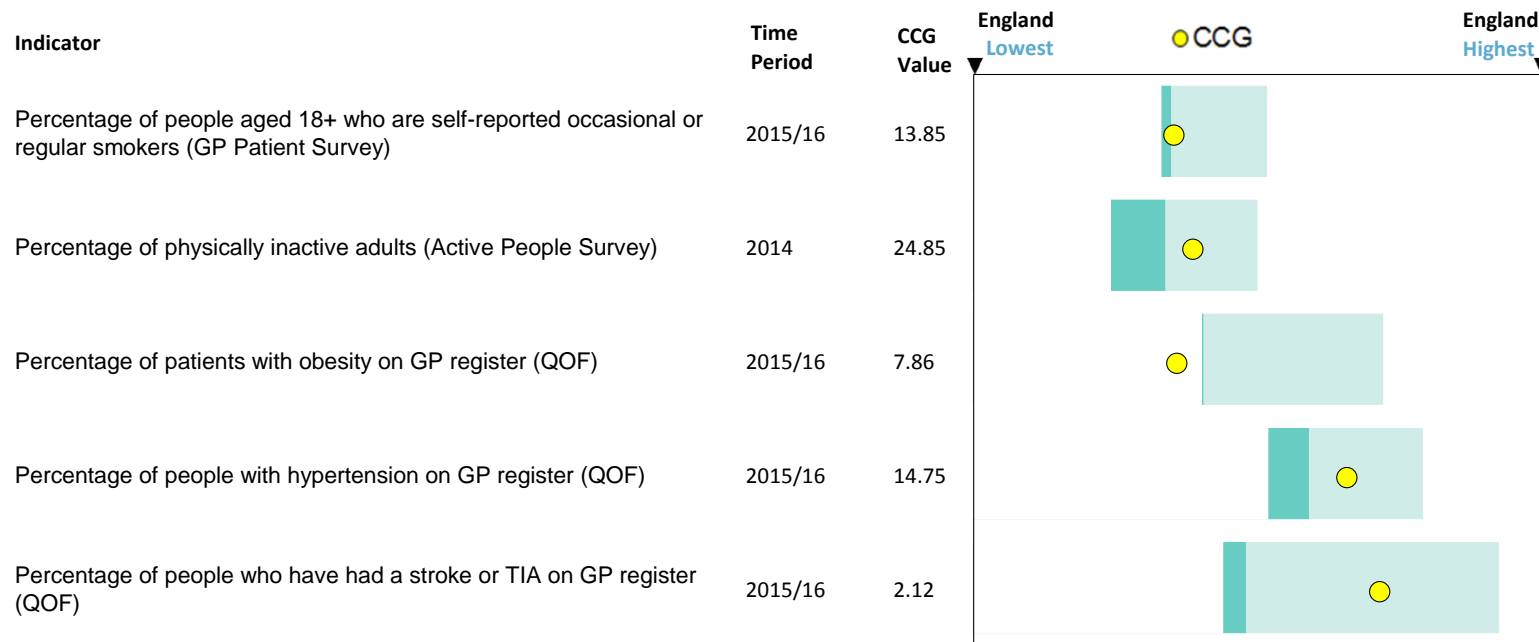 Indicator
Time Period
CCG Value
England Lowest
CCG
England Highest
Percentage of people aged 18+ who are self-reported occasional or
regular smokers (GP Patient Survey)
2015/16
13.85
Percentage of physically inactive adults (Active People Survey)
2014
24.85
Percentage of patients with obesity on GP register (QOF)
2015/16
7.86
Percentage of people with hypertension on GP register (QOF)
2015/16
14.75
Percentage of people who have had a stroke or TIA on GP register
(QOF)
2015/16
2.12